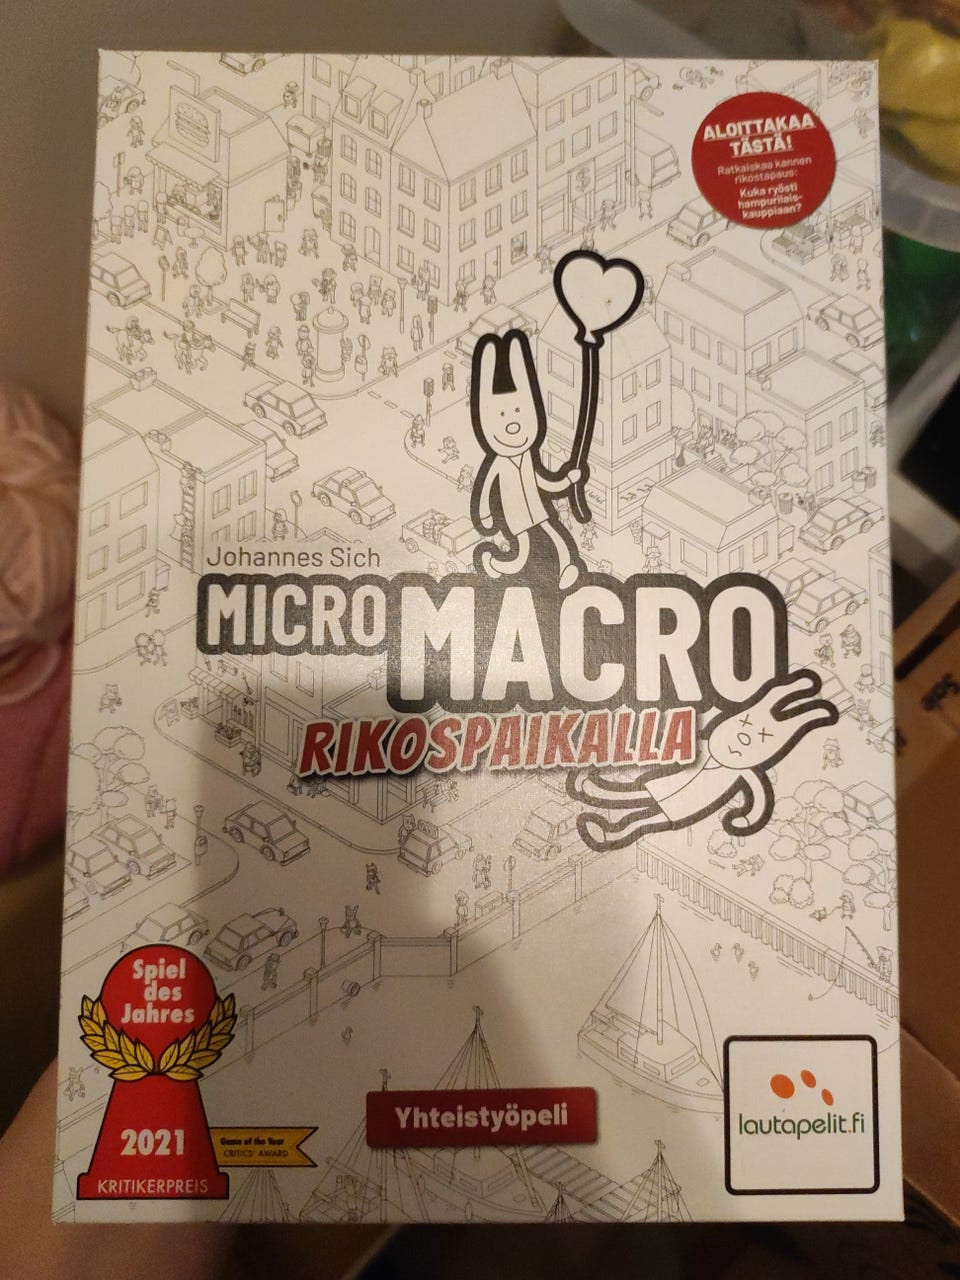 ALOITTAKAA
TÄSTÄ!
Ratkaiskaa kannen
rikostapaus:
Kuka ryösti
hampurilais-
kauppiaan?
Johannes Sich
MICRO MACRO
RIKOSPAIKALLA
Spiel
des
Jahres
2021
KRITIKERPREIS
Game of the Year
CRITICS' AWARD
Yhteistyöpeli
lautapelit.fi